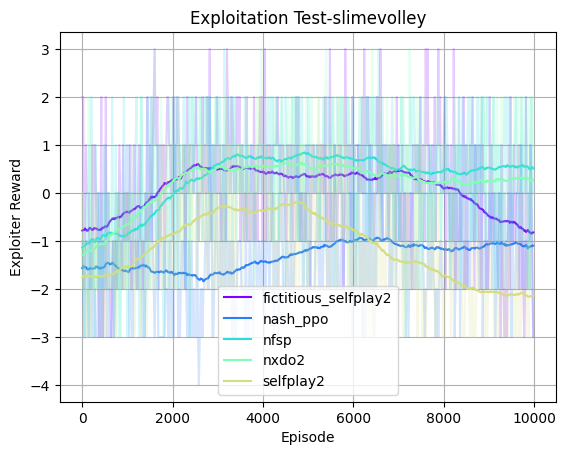 Exploitation Test-slimevolley
3
2
1
0
−1
−2
−3
−4
Exploiter Reward
fictitious_selfplay2
nash_ppo
nfsp
nxdo2
selfplay2
0 2000 4000 6000 8000 10000
Episode